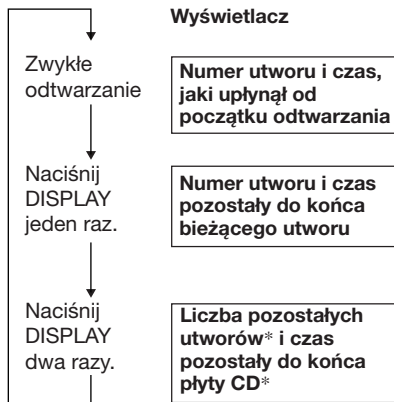 Wyświetlacz
Zwykłe
odtwarzanie
Numer utworu i czas,
jaki upłynął od
początku odtwarzania
Naciśnij
DISPLAY
jeden raz.
Numer utworu i czas
pozostały do końca
bieżącego utworu
Naciśnij
DISPLAY
dwa razy.
Liczba pozostałych
utworów* i czas
pozostały do końca
płyty CD*